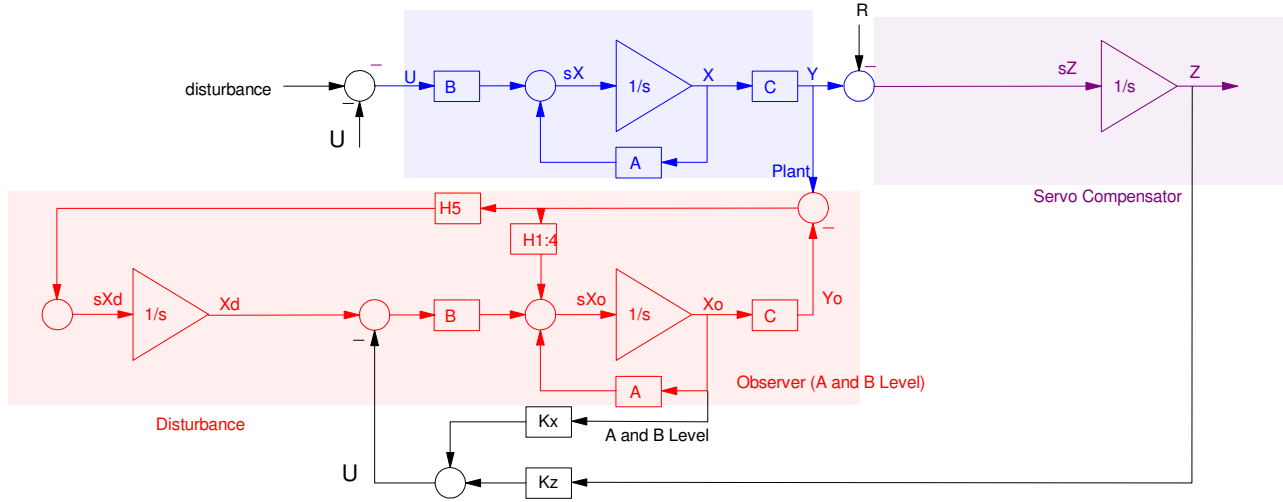 R
disturbance
U
U
B
sX
1/s
X
C
Y
A
Plant
sZ
1/s
Z
Servo Compensator
H5
H1:4
sXd
1/s
Xd
B
sXo
1/s
Xo
C
Yo
A
Observer (A and B Level)
Disturbance
Kx
A and B Level
U
Kz